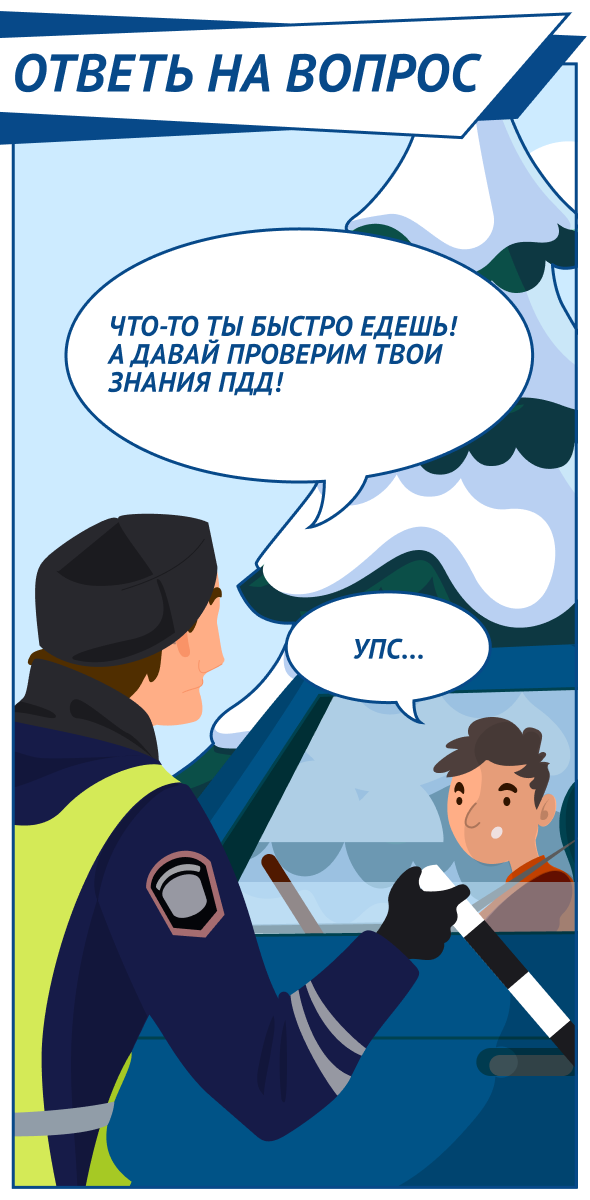 ОТВЕТЬ НА ВОПРОС
ЧТО-ТО ТЫ БЫСТРО ЕДЕШЬ!
А ДАВАЙ ПРОВЕРИМ ТВОИ
ЗНАНИЯ ПДД!
УПС...